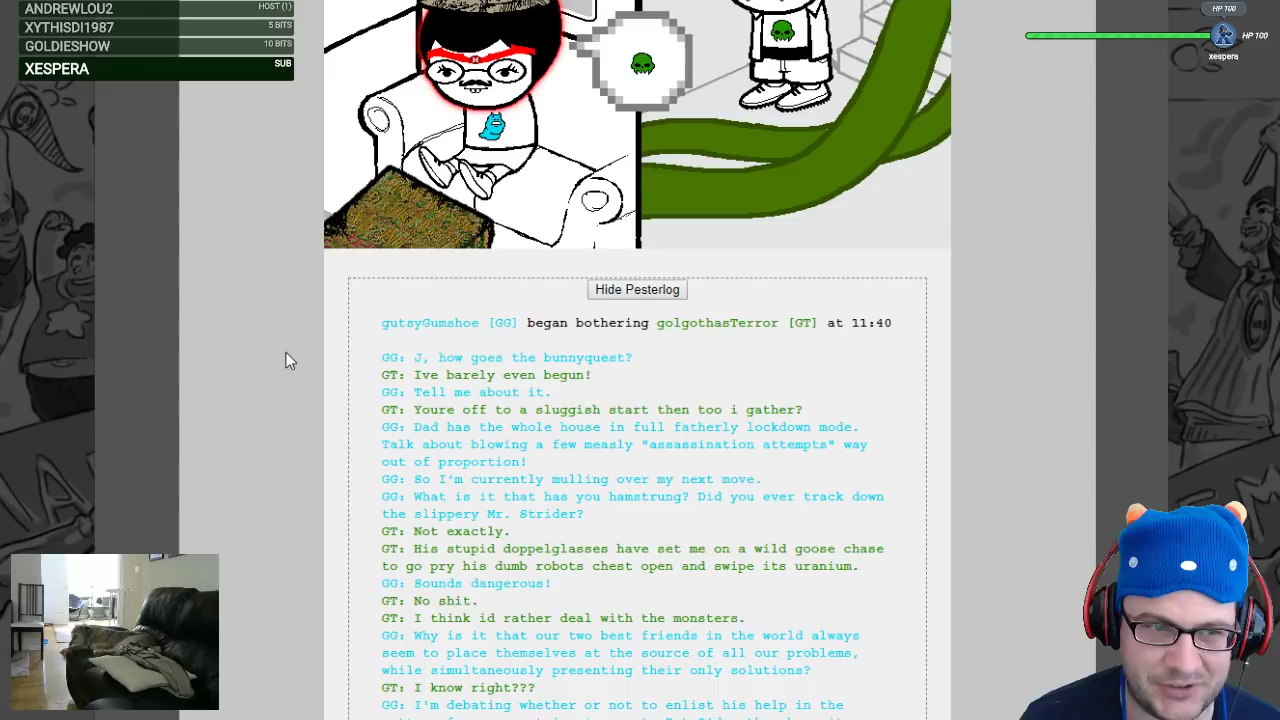 ANDREWLOU2 HOST (1)
XYTHISDI1987 5 BITS
GOLDIESHOW 10 BITS
XESPERA SUB
HP 100
HP 100
xespera
Hide Pesterlog
gutsyGumshoe [GG] began bothering golgothasTerror [GT] at 11:40
GG: J, how goes the bunnyquest?
GT: Ive barely even begun!
GG: Tell me about it.
GT: Youre off to a sluggish start then too i gather?
GG: Dad has the whole house in full fatherly lockdown mode.
Talk about blowing a few measly "assassination attempts" way
out of proportion!
GG: So I'm currently mulling over my next move.
GG: What is it that has you hamstrung? Did you ever track down
the slippery Mr. Strider?
GT: Not exactly.
GT: His stupid doppelglasses have set me on a wild goose chase
to go pry his dumb robots chest open and swipe its uranium.
GG: Sounds dangerous!
GT: No shit.
GT: I think id rather deal with the monsters.
GG: Why is it that our two best friends in the world always
seem to place themselves at the source of all our problems,
while simultaneously presenting their only solutions?
GT: I know right???
GG: I'm debating whether or not to enlist his help in the